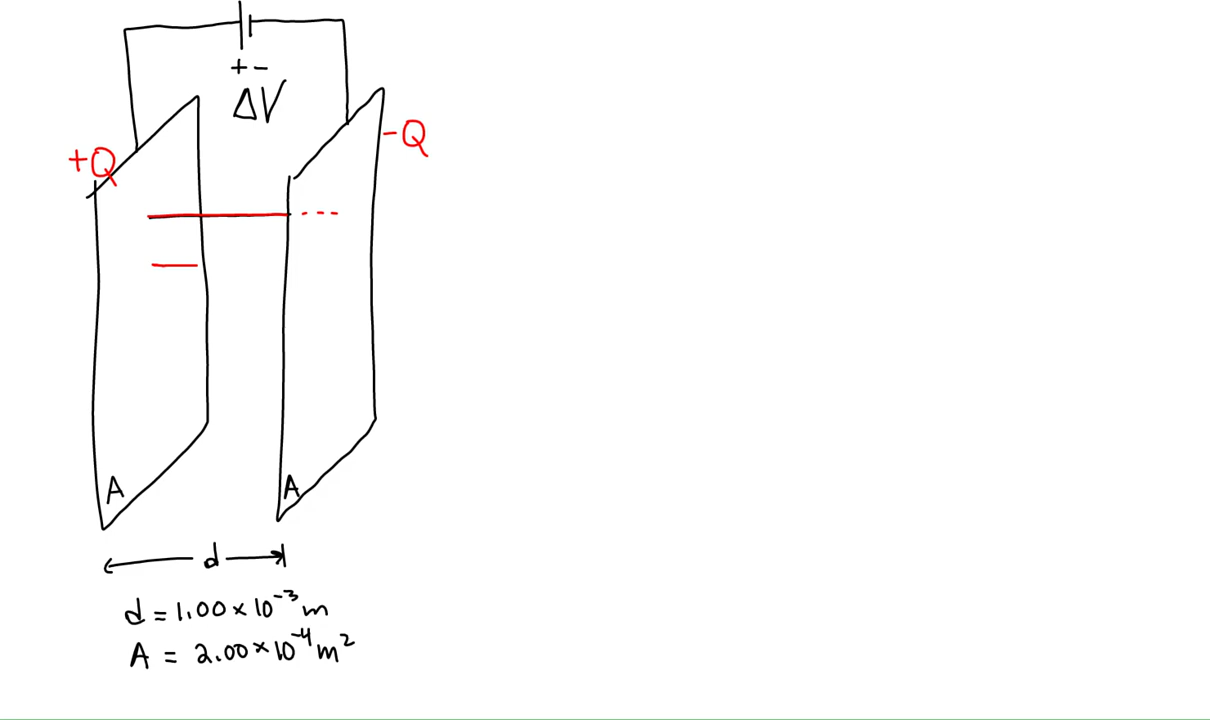 + -
ΔV
+Q
-Q
A
A
d
d = 1.00 × 10⁻³ m
A = 2.00 × 10⁻⁴ m²